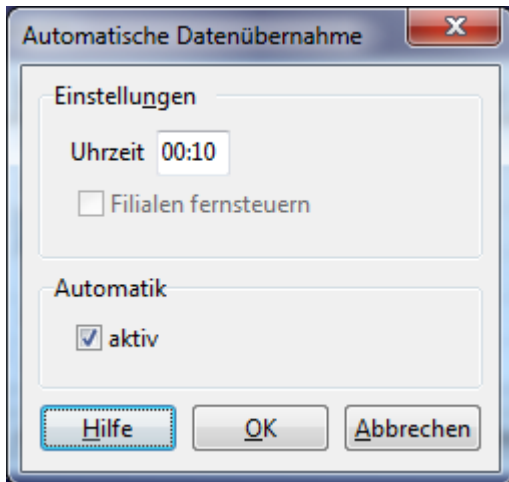 Automatische Datenübernahme
Einstellungen
Uhrzeit 00:10
Filialen fernsteuern
Automatik
aktiv
Hilfe OK Abbrechen